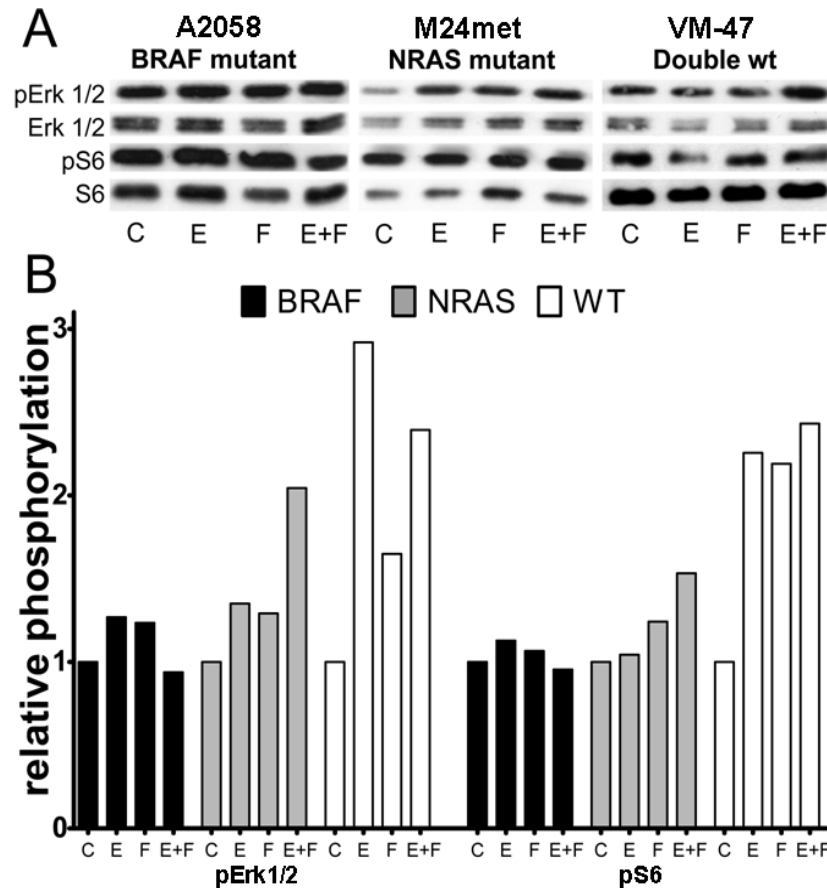 A
A2058 M24met VM-47
BRAF mutant NRAS mutant Double wt
pErk 1/2
Erk 1/2
pS6
S6
C E F E+F C E F E+F C E F E+F
B
BRAF NRAS WT
relative phosphorylation
3
2
1
0
C E F E+F C E F E+F C E F E+F C E F E+F C E F E+F C E F E+F
pErk1/2 pS6